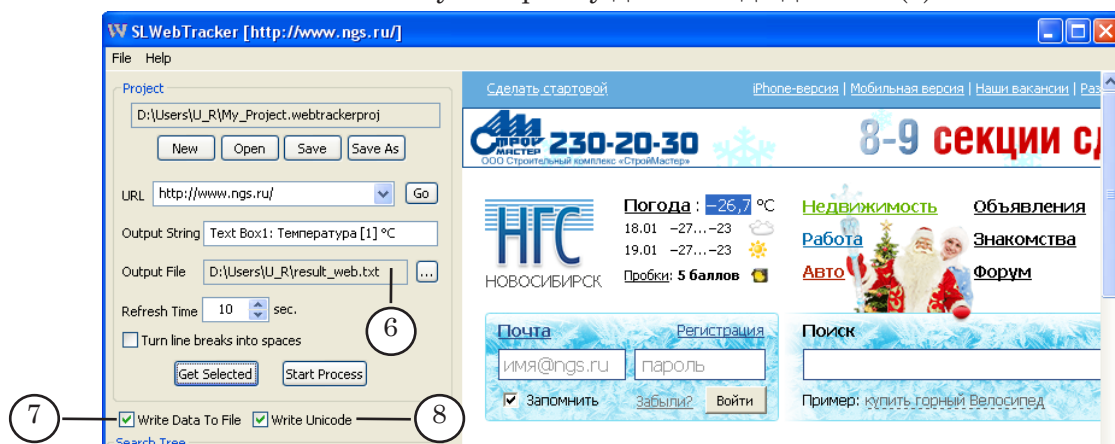 SLWebTracker [http://www.ngs.ru/]
File Help
Project
D:\Users\U_R\My_Project.webtrackerproj
New Open Save Save As
URL http://www.ngs.ru/ Go
Output String Text Box1: Температура [1] °C
Output File D:\Users\U_R\result_web.txt ...
Refresh Time 10 sec.
6
Turn line breaks into spaces
Get Selected Start Process
7 Write Data To File Write Unicode 8
Search Tree
Сделать стартовой iPhone-версия | Мобильная версия | Наши вакансии | Раз
Строй Мастер 230-20-30 8-9 секции сд
ООО Строительный комплекс «СтройМастер»
НГС
НОВОСИБИРСК
Погода : −26,7 °C
18.01 −27...−23
19.01 −27...−23
Пробки: 5 баллов
Недвижимость Объявления
Работа Знакомства
Авто Форум
Почта Регистрация
имя@ngs.ru пароль
Запомнить Забыли? Войти
Поиск
Пример: купить горный Велосипед